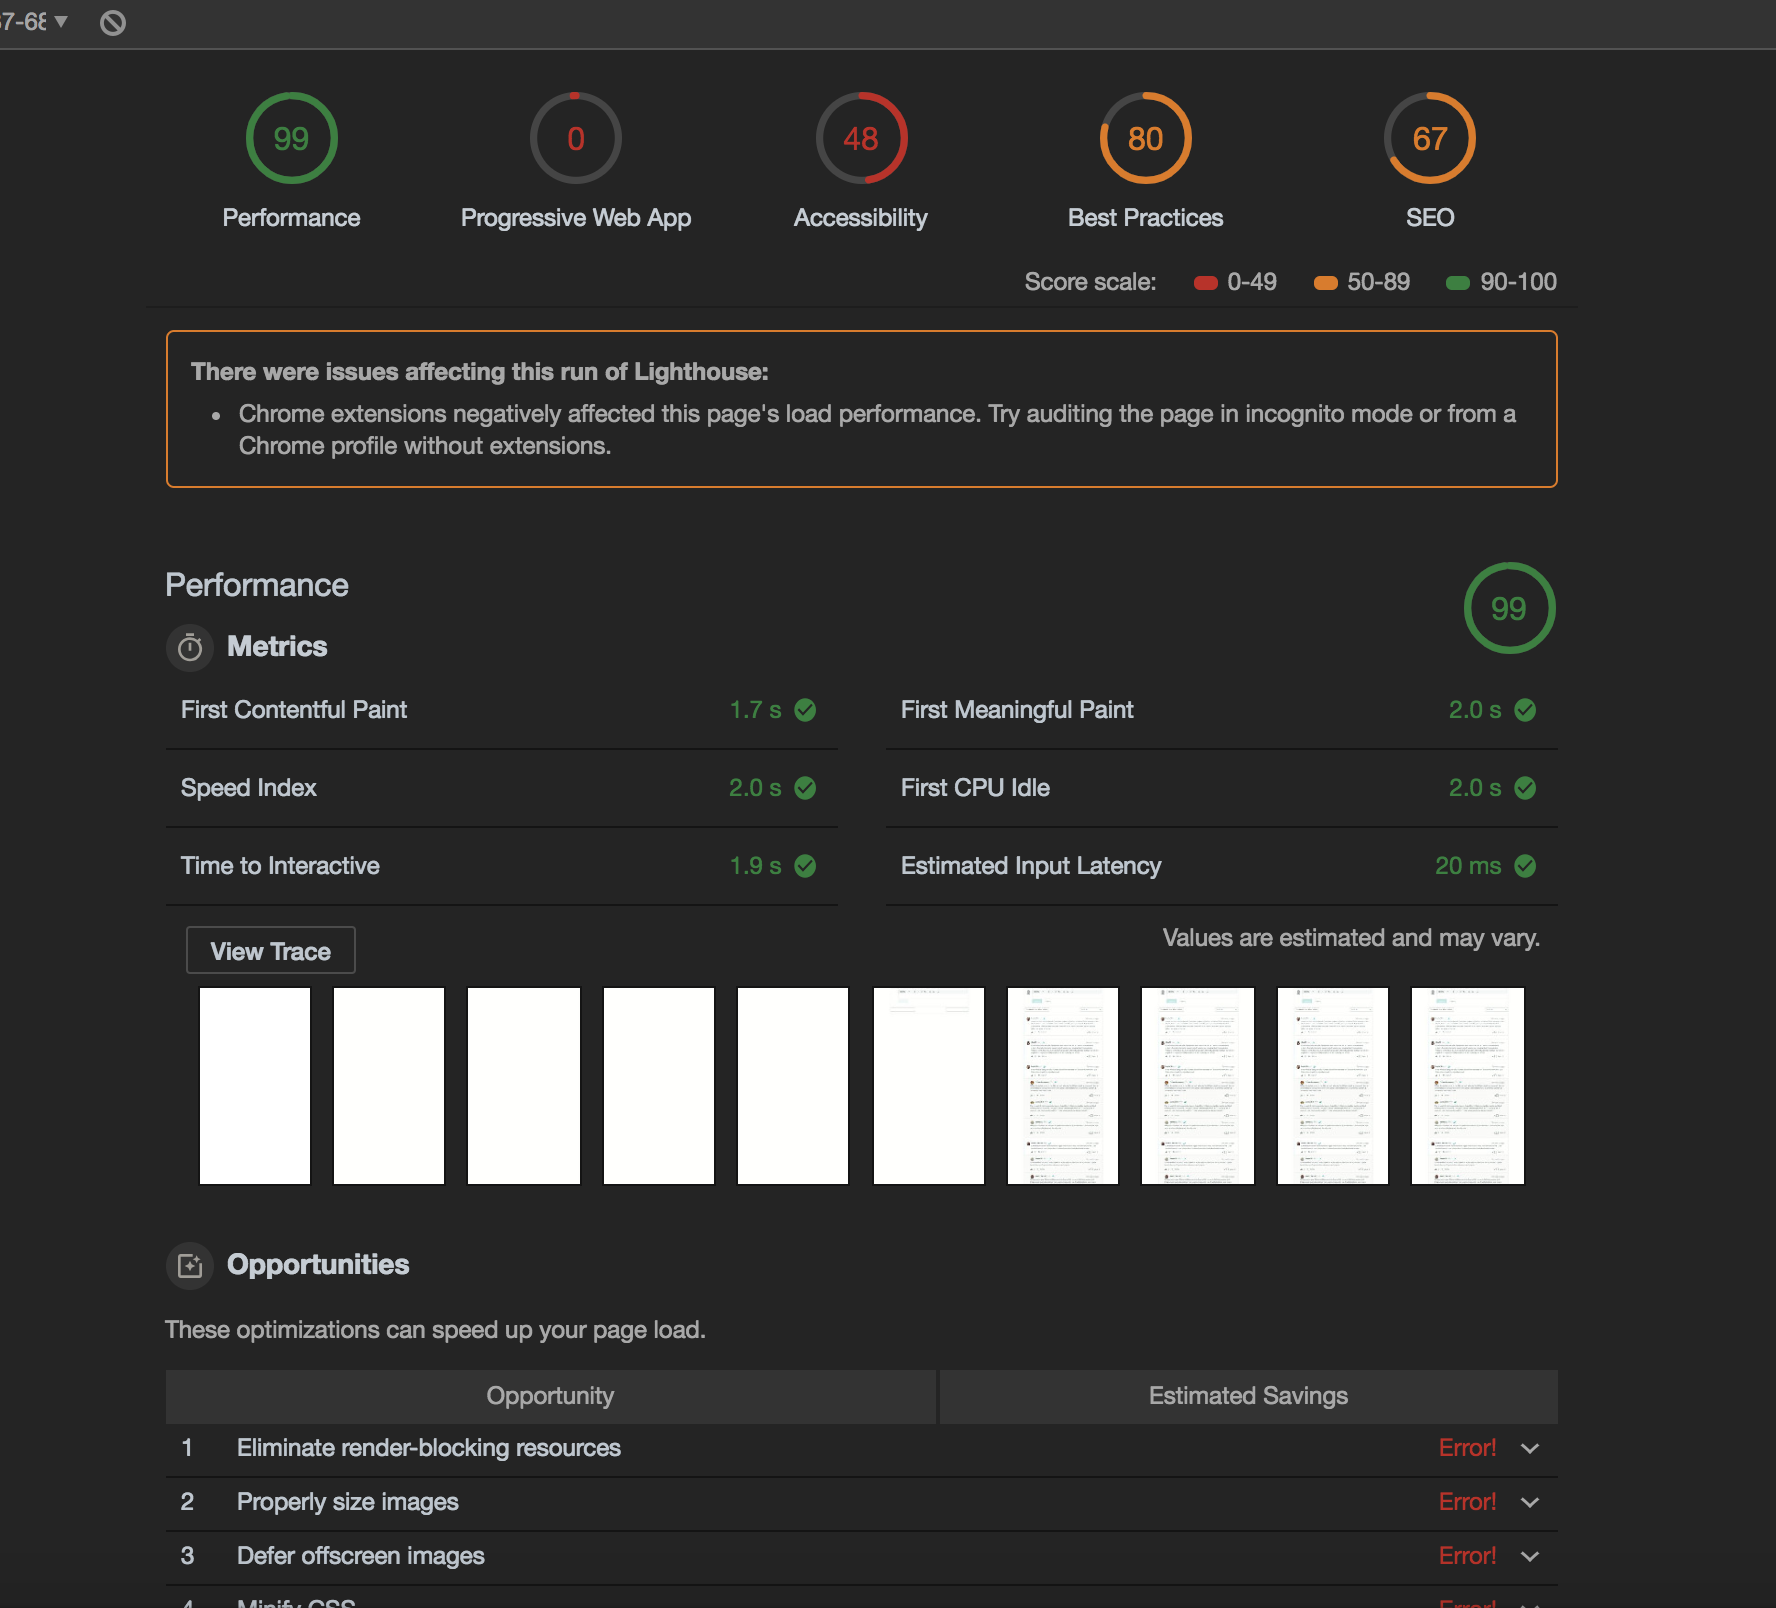 99
0
48
80
67
Performance
Progressive Web App
Accessibility
Best Practices
SEO
Score scale: 0-49 50-89 90-100
There were issues affecting this run of Lighthouse:
• Chrome extensions negatively affected this page's load performance. Try auditing the page in incognito mode or from a
Chrome profile without extensions.
Performance
99
Metrics
First Contentful Paint 1.7 s
First Meaningful Paint 2.0 s
Speed Index 2.0 s
First CPU Idle 2.0 s
Time to Interactive 1.9 s
Estimated Input Latency 20 ms
View Trace
Values are estimated and may vary.
Opportunities
These optimizations can speed up your page load.
Opportunity
Estimated Savings
1 Eliminate render-blocking resources Error!
2 Properly size images Error!
3 Defer offscreen images Error!
4 Minify CSS Error!